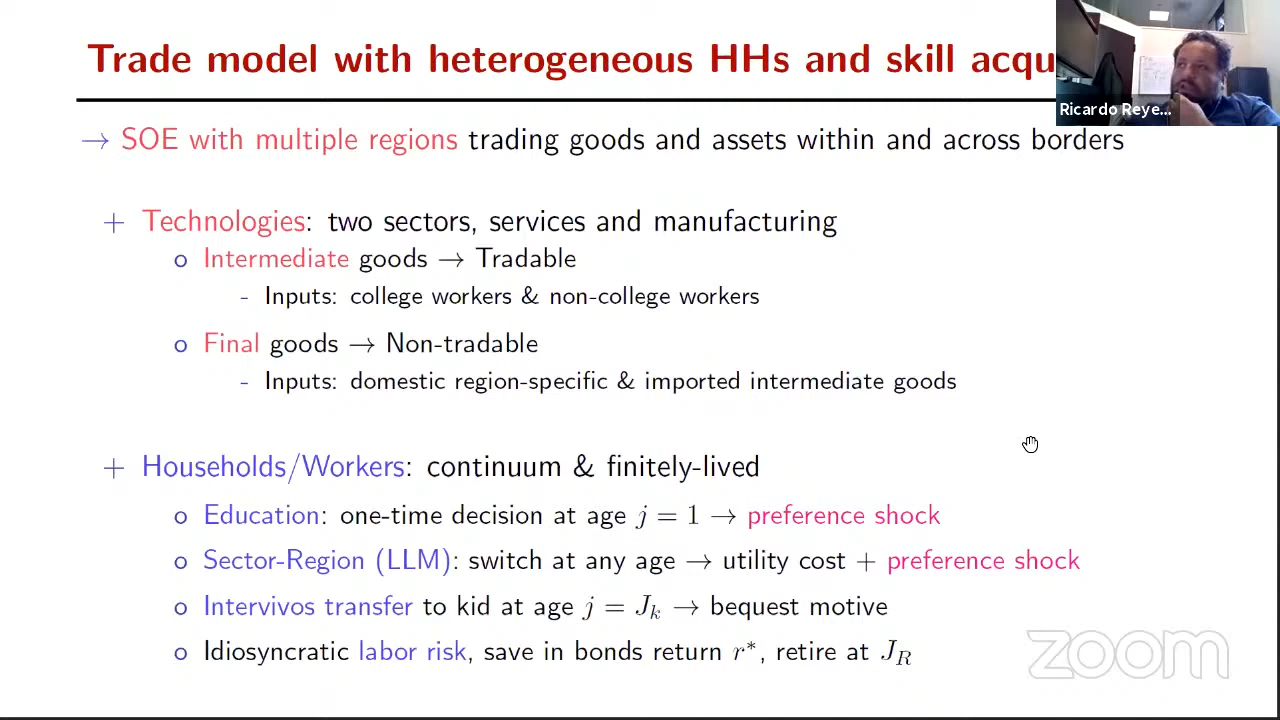 Trade model with heterogeneous HHs and skill acqu
Ricardo Reye...
→ SOE with multiple regions trading goods and assets within and across borders
+ Technologies: two sectors, services and manufacturing
o Intermediate goods → Tradable
- Inputs: college workers & non-college workers
o Final goods → Non-tradable
- Inputs: domestic region-specific & imported intermediate goods
+ Households/Workers: continuum & finitely-lived
o Education: one-time decision at age j = 1 → preference shock
o Sector-Region (LLM): switch at any age → utility cost + preference shock
o Intervivos transfer to kid at age j = J_k → bequest motive
o Idiosyncratic labor risk, save in bonds return r*, retire at J_R
zoom